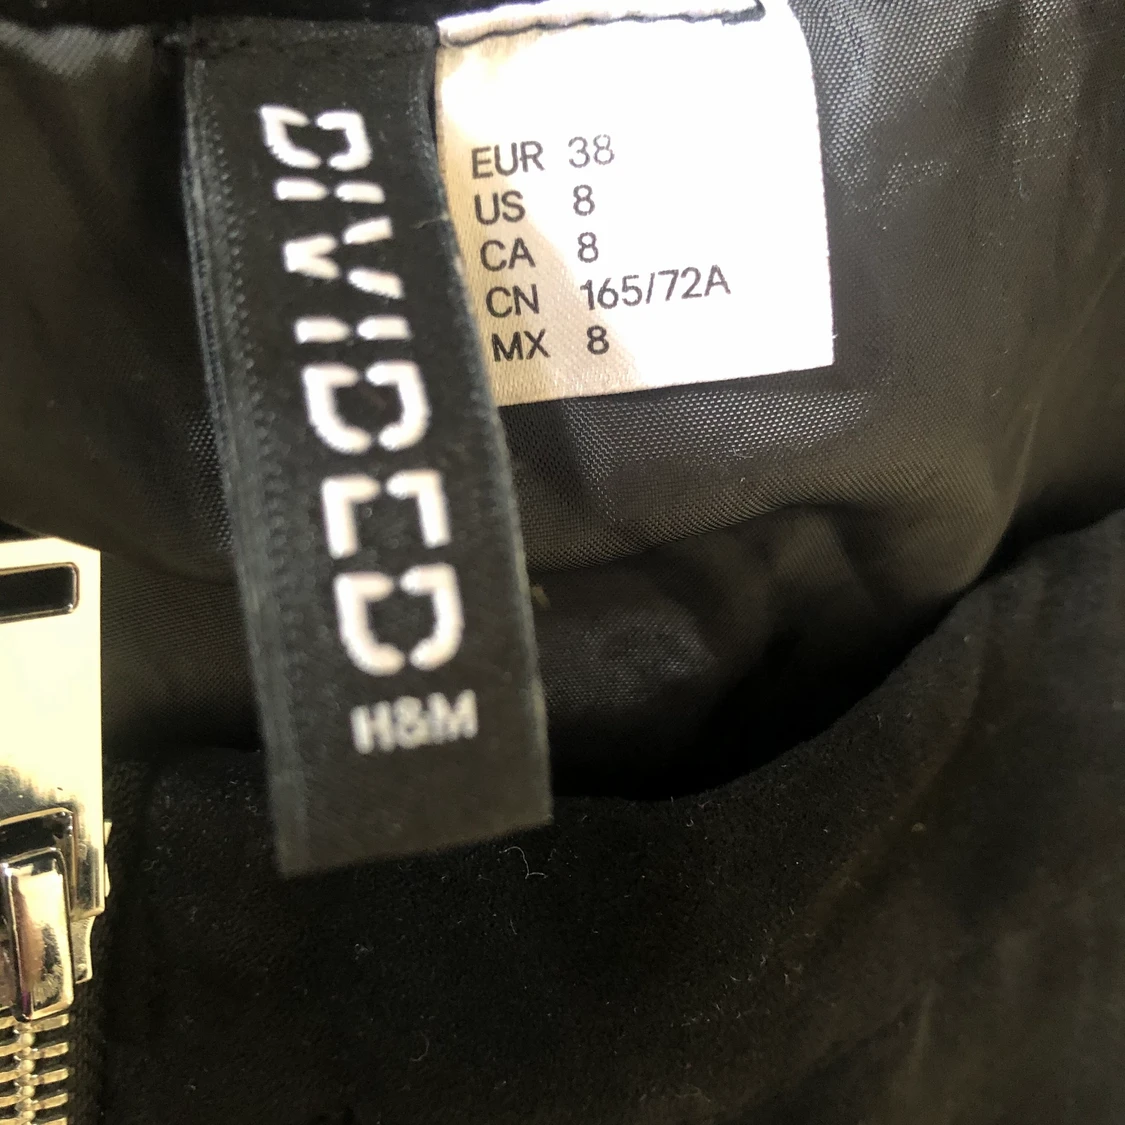 DIVIDED
H&M
EUR 38
US 8
CA 8
CN 165/72A
MX 8